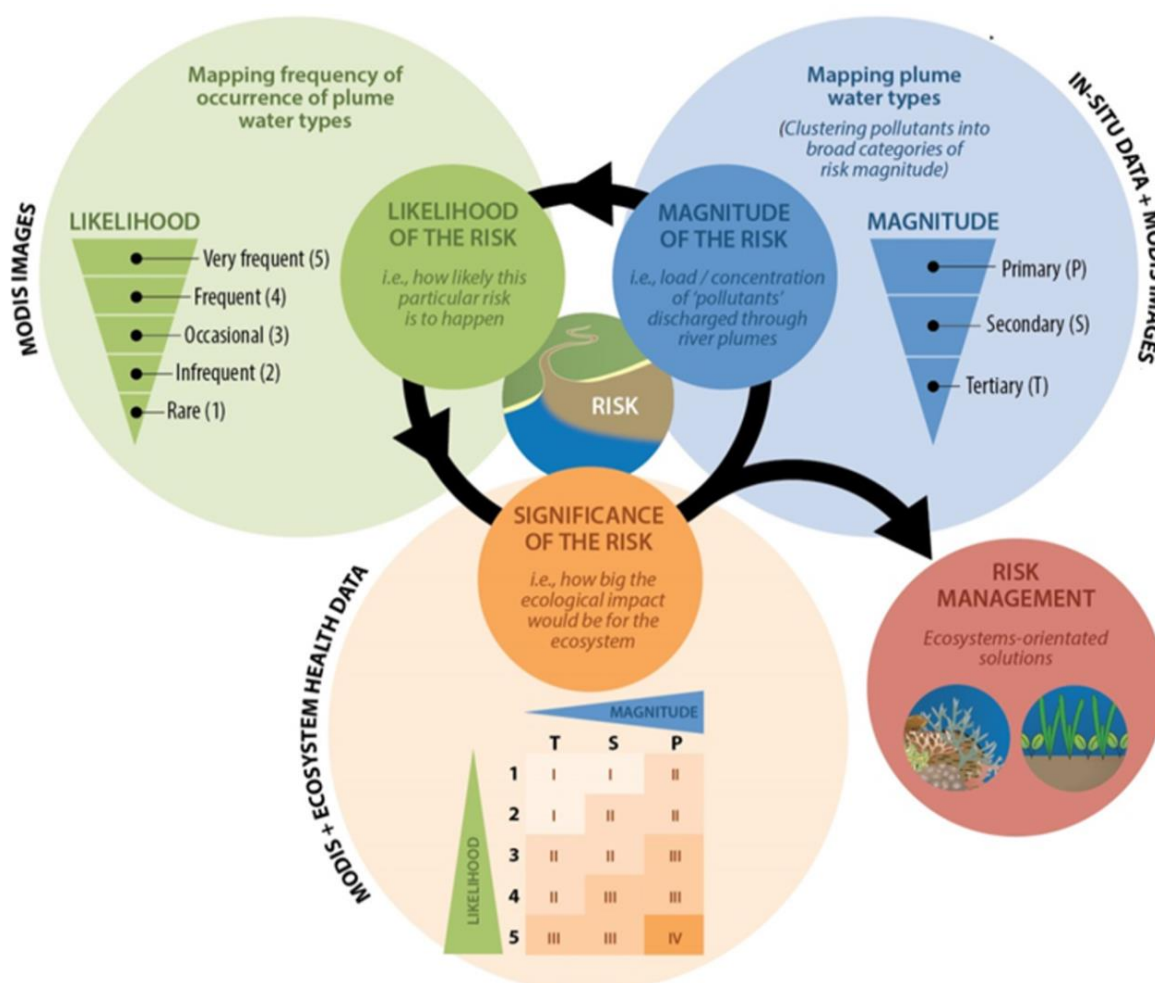 Mapping frequency of
occurrence of plume
water types
LIKELIHOOD
Very frequent (5)
Frequent (4)
Occasional (3)
Infrequent (2)
Rare (1)
MODIS IMAGES
LIKELIHOOD
OF THE RISK
i.e., how likely this
particular risk
is to happen
Mapping plume
water types
(Clustering pollutants into
broad categories of
risk magnitude)
MAGNITUDE
Primary (P)
Secondary (S)
Tertiary (T)
IN-SITU DATA + MODIS IMAGES
MAGNITUDE
OF THE RISK
i.e., load / concentration
of 'pollutants'
discharged through
river plumes
RISK
SIGNIFICANCE
OF THE RISK
i.e., how big the
ecological impact
would be for the
ecosystem
MODIS + ECOSYSTEM HEALTH DATA
MAGNITUDE
T S P
LIKELIHOOD
1 I I II
2 I II II
3 II II III
4 II III III
5 III III IV
RISK
MANAGEMENT
Ecosystems-orientated
solutions